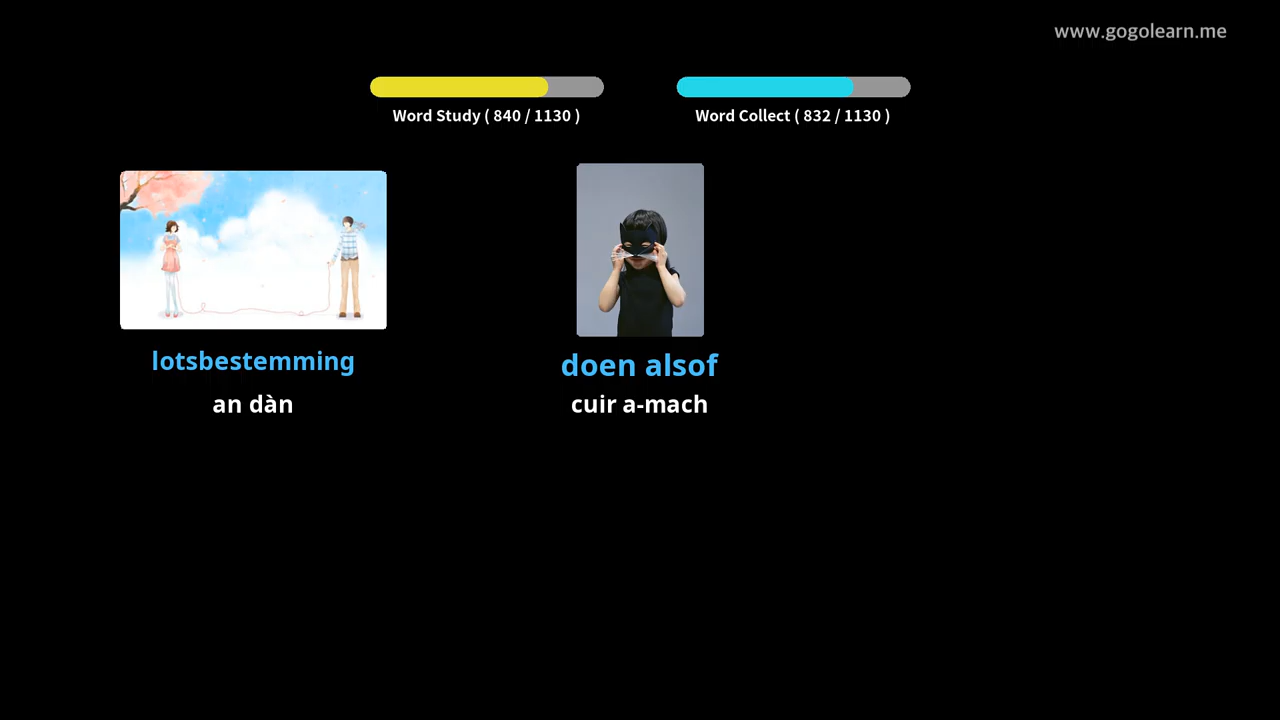 www.gogolearn.me
Word Study ( 840 / 1130 )
Word Collect ( 832 / 1130 )
lotsbestemming
an dàn
doen alsof
cuir a-mach